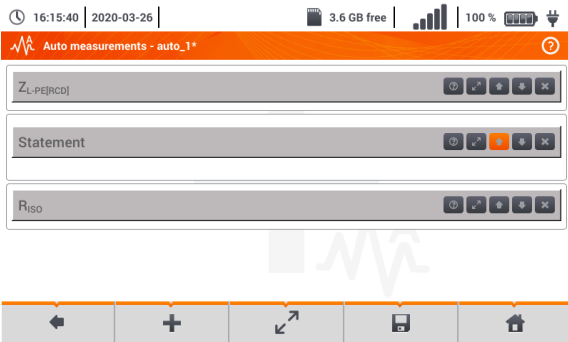 16:15:40 2020-03-26 3.6 GB free 100 %
Auto measurements - auto_1*
ZL-PE[RCD]
Statement
RISO